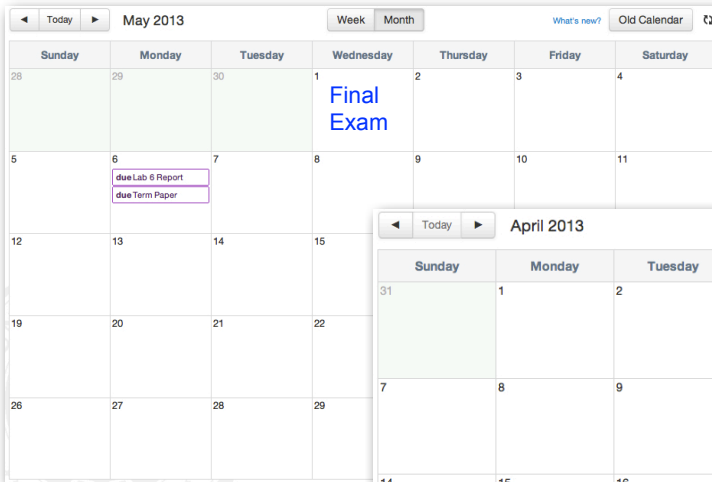 ◄ Today ► May 2013 Week Month What's new? Old Calendar
Sunday Monday Tuesday Wednesday Thursday Friday Saturday
28 29 30 1 2 3 4
Final
Exam
5 6 7 8 9 10 11
due Lab 6 Report
due Term Paper
12 13 14 15
19 20 21 22
26 27 28 29
◄ Today ► April 2013
Sunday Monday Tuesday
31 1 2
7 8 9
14 15 16